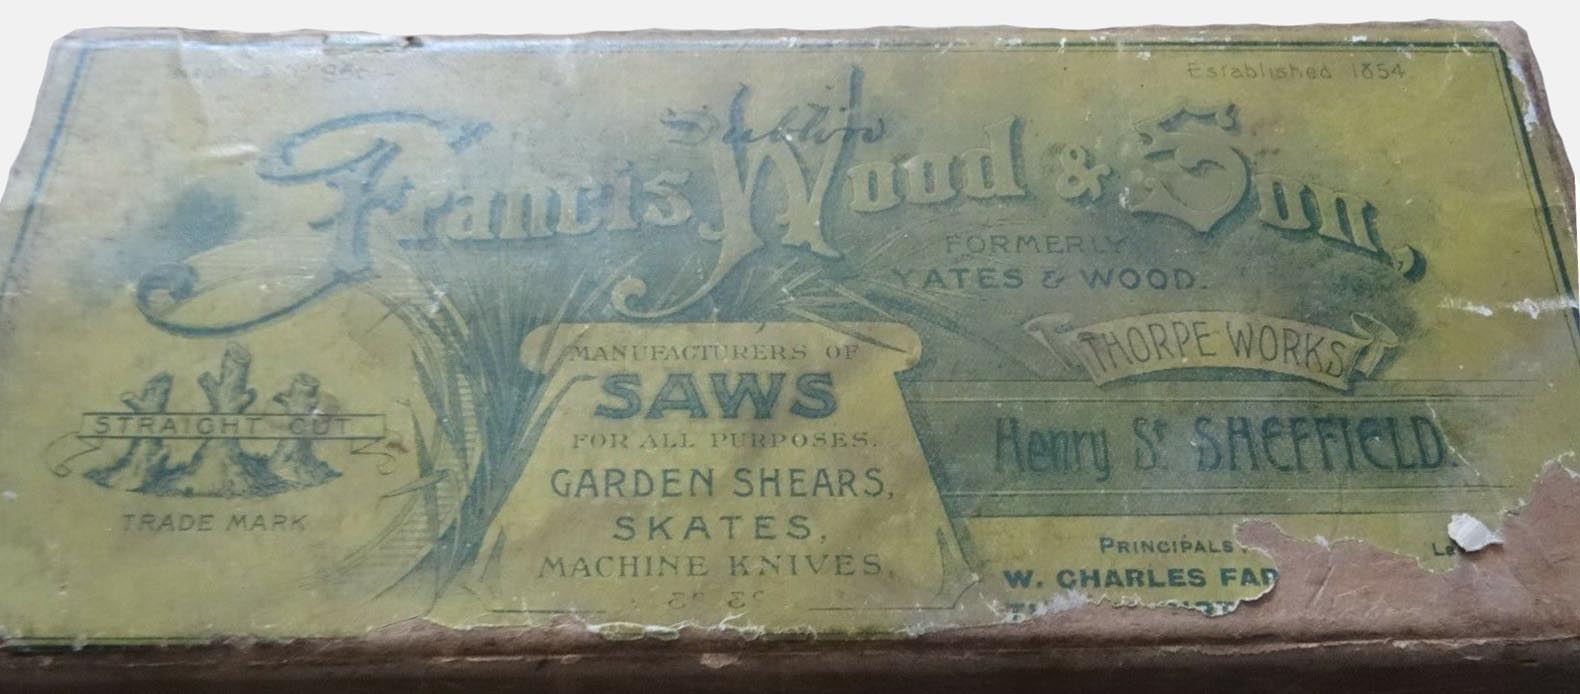 Established 1854
Francis Wood & Son,
FORMERLY
YATES & WOOD.
THORPE WORKS
Henry St SHEFFIELD.
MANUFACTURERS OF
SAWS
FOR ALL PURPOSES.
GARDEN SHEARS,
SKATES,
MACHINE KNIVES,
&c &c
STRAIGHT CUT
TRADE MARK
PRINCIPALS
W. CHARLES